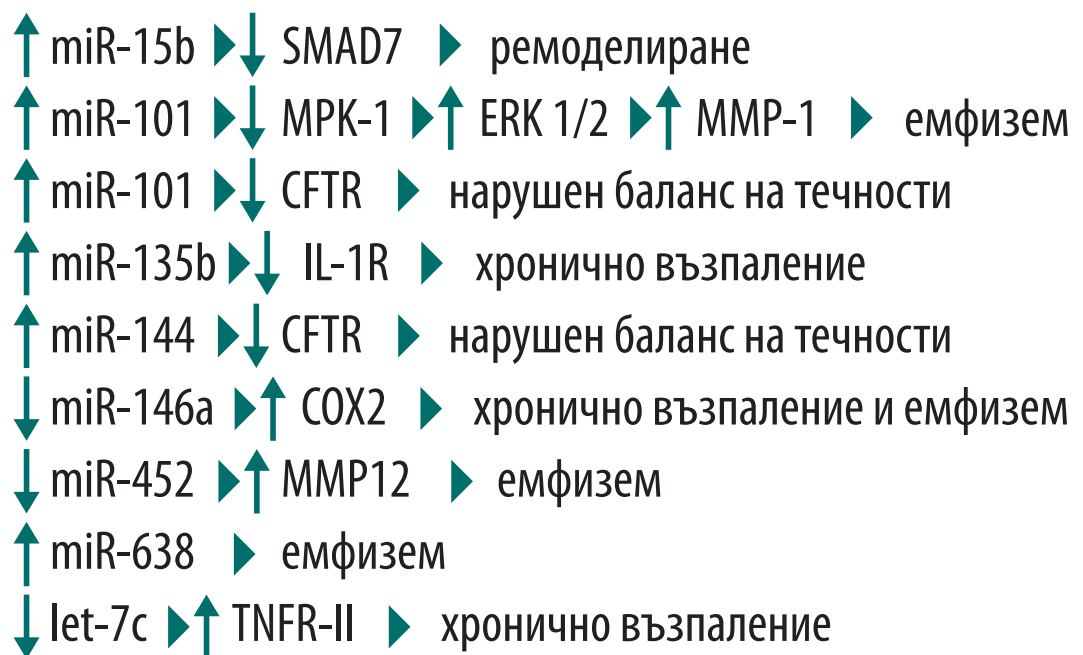 ↑ miR-15b ▶ ↓ SMAD7 ▶ ремоделиране
↑ miR-101 ▶ ↓ MPK-1 ▶ ↑ ERK 1/2 ▶ ↑ MMP-1 ▶ емфизем
↑ miR-101 ▶ ↓ CFTR ▶ нарушен баланс на течности
↑ miR-135b ▶ ↓ IL-1R ▶ хронично възпаление
↑ miR-144 ▶ ↓ CFTR ▶ нарушен баланс на течности
↓ miR-146a ▶ ↑ COX2 ▶ хронично възпаление и емфизем
↓ miR-452 ▶ ↑ MMP12 ▶ емфизем
↑ miR-638 ▶ емфизем
↓ let-7c ▶ ↑ TNFR-II ▶ хронично възпаление